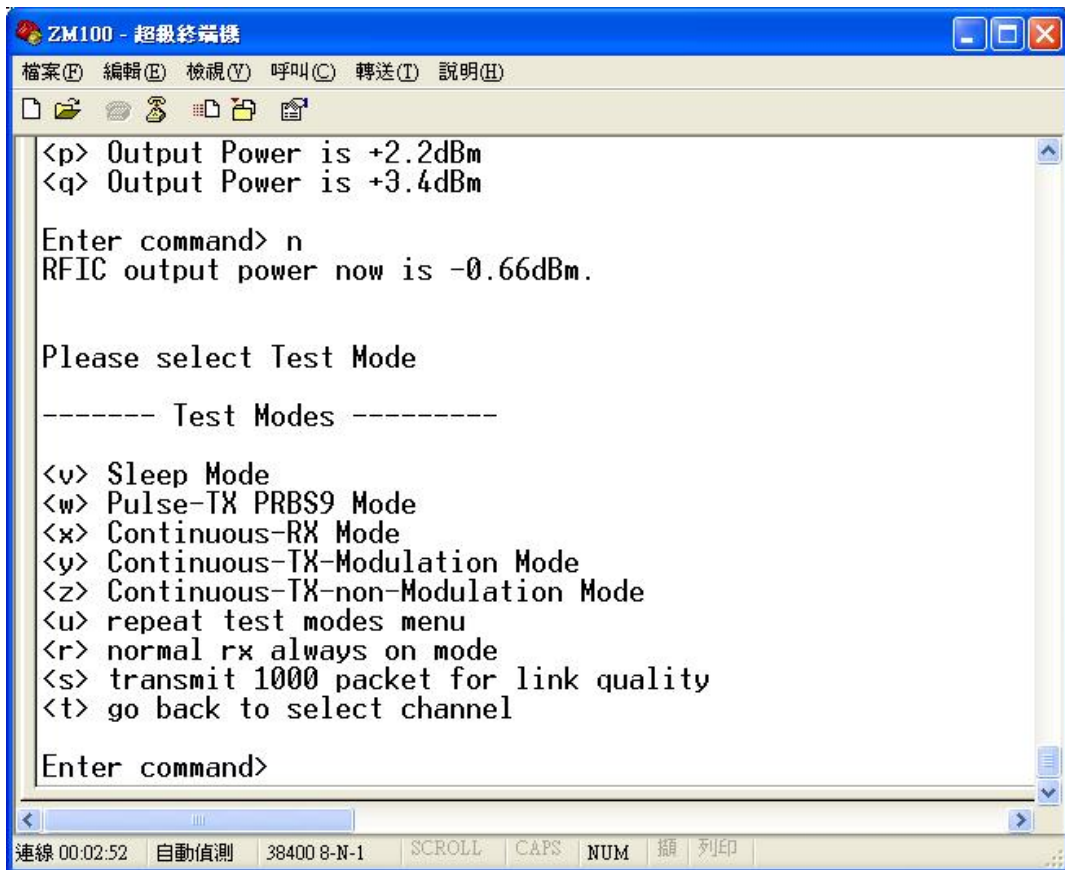 ZM100 - 超級終端機
檔案(F) 編輯(E) 檢視(V) 呼叫(C) 轉送(T) 說明(H)
<p> Output Power is +2.2dBm
<q> Output Power is +3.4dBm
Enter command> n
RFIC output power now is -0.66dBm.
Please select Test Mode
------- Test Modes ---------
<v> Sleep Mode
<w> Pulse-TX PRBS9 Mode
<x> Continuous-RX Mode
<y> Continuous-TX-Modulation Mode
<z> Continuous-TX-non-Modulation Mode
<u> repeat test modes menu
<r> normal rx always on mode
<s> transmit 1000 packet for link quality
<t> go back to select channel
Enter command>
連線 00:02:52 自動偵測 38400 8-N-1 SCROLL CAPS NUM 擷 列印